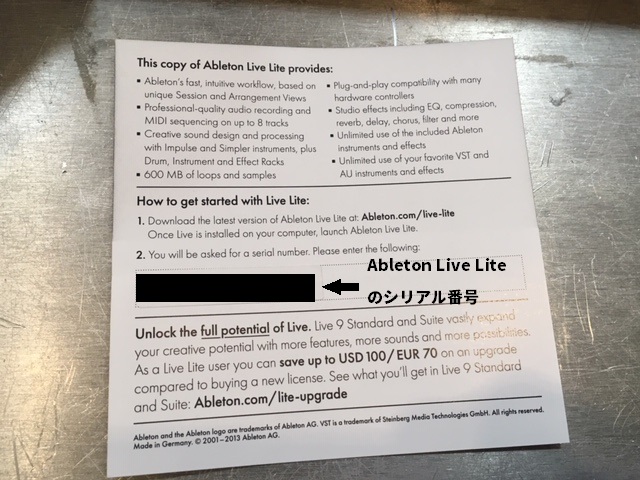 This copy of Ableton Live Lite provides:
▪ Ableton's fast, intuitive workflow, based on
unique Session and Arrangement Views
▪ Professional-quality audio recording and
MIDI sequencing on up to 8 tracks
▪ Creative sound design and processing
with Impulse and Simpler instruments, plus
Drum, Instrument and Effect Racks
▪ 600 MB of loops and samples
▪ Plug-and-play compatibility with many
hardware controllers
▪ Studio effects including EQ, compression,
reverb, delay, chorus, filter and more
▪ Unlimited use of the included Ableton
instruments and effects
▪ Unlimited use of your favorite VST and
AU instruments and effects
How to get started with Live Lite:
1. Download the latest version of Ableton Live Lite at: Ableton.com/live-lite
Once Live is installed on your computer, launch Ableton Live Lite.
2. You will be asked for a serial number. Please enter the following:
Ableton Live Lite
のシリアル番号
Unlock the full potential of Live. Live 9 Standard and Suite vastly expand
your creative potential with more features, more sounds and more possibilities.
As a Live Lite user you can save up to USD 100/EUR 70 on an upgrade
compared to buying a new license. See what you'll get in Live 9 Standard
and Suite: Ableton.com/lite-upgrade
Ableton and the Ableton logo are trademarks of Ableton AG. VST is a trademark of Steinberg Media Technologies GmbH. All rights reserved.
Made in Germany. © 2001–2013 Ableton AG.